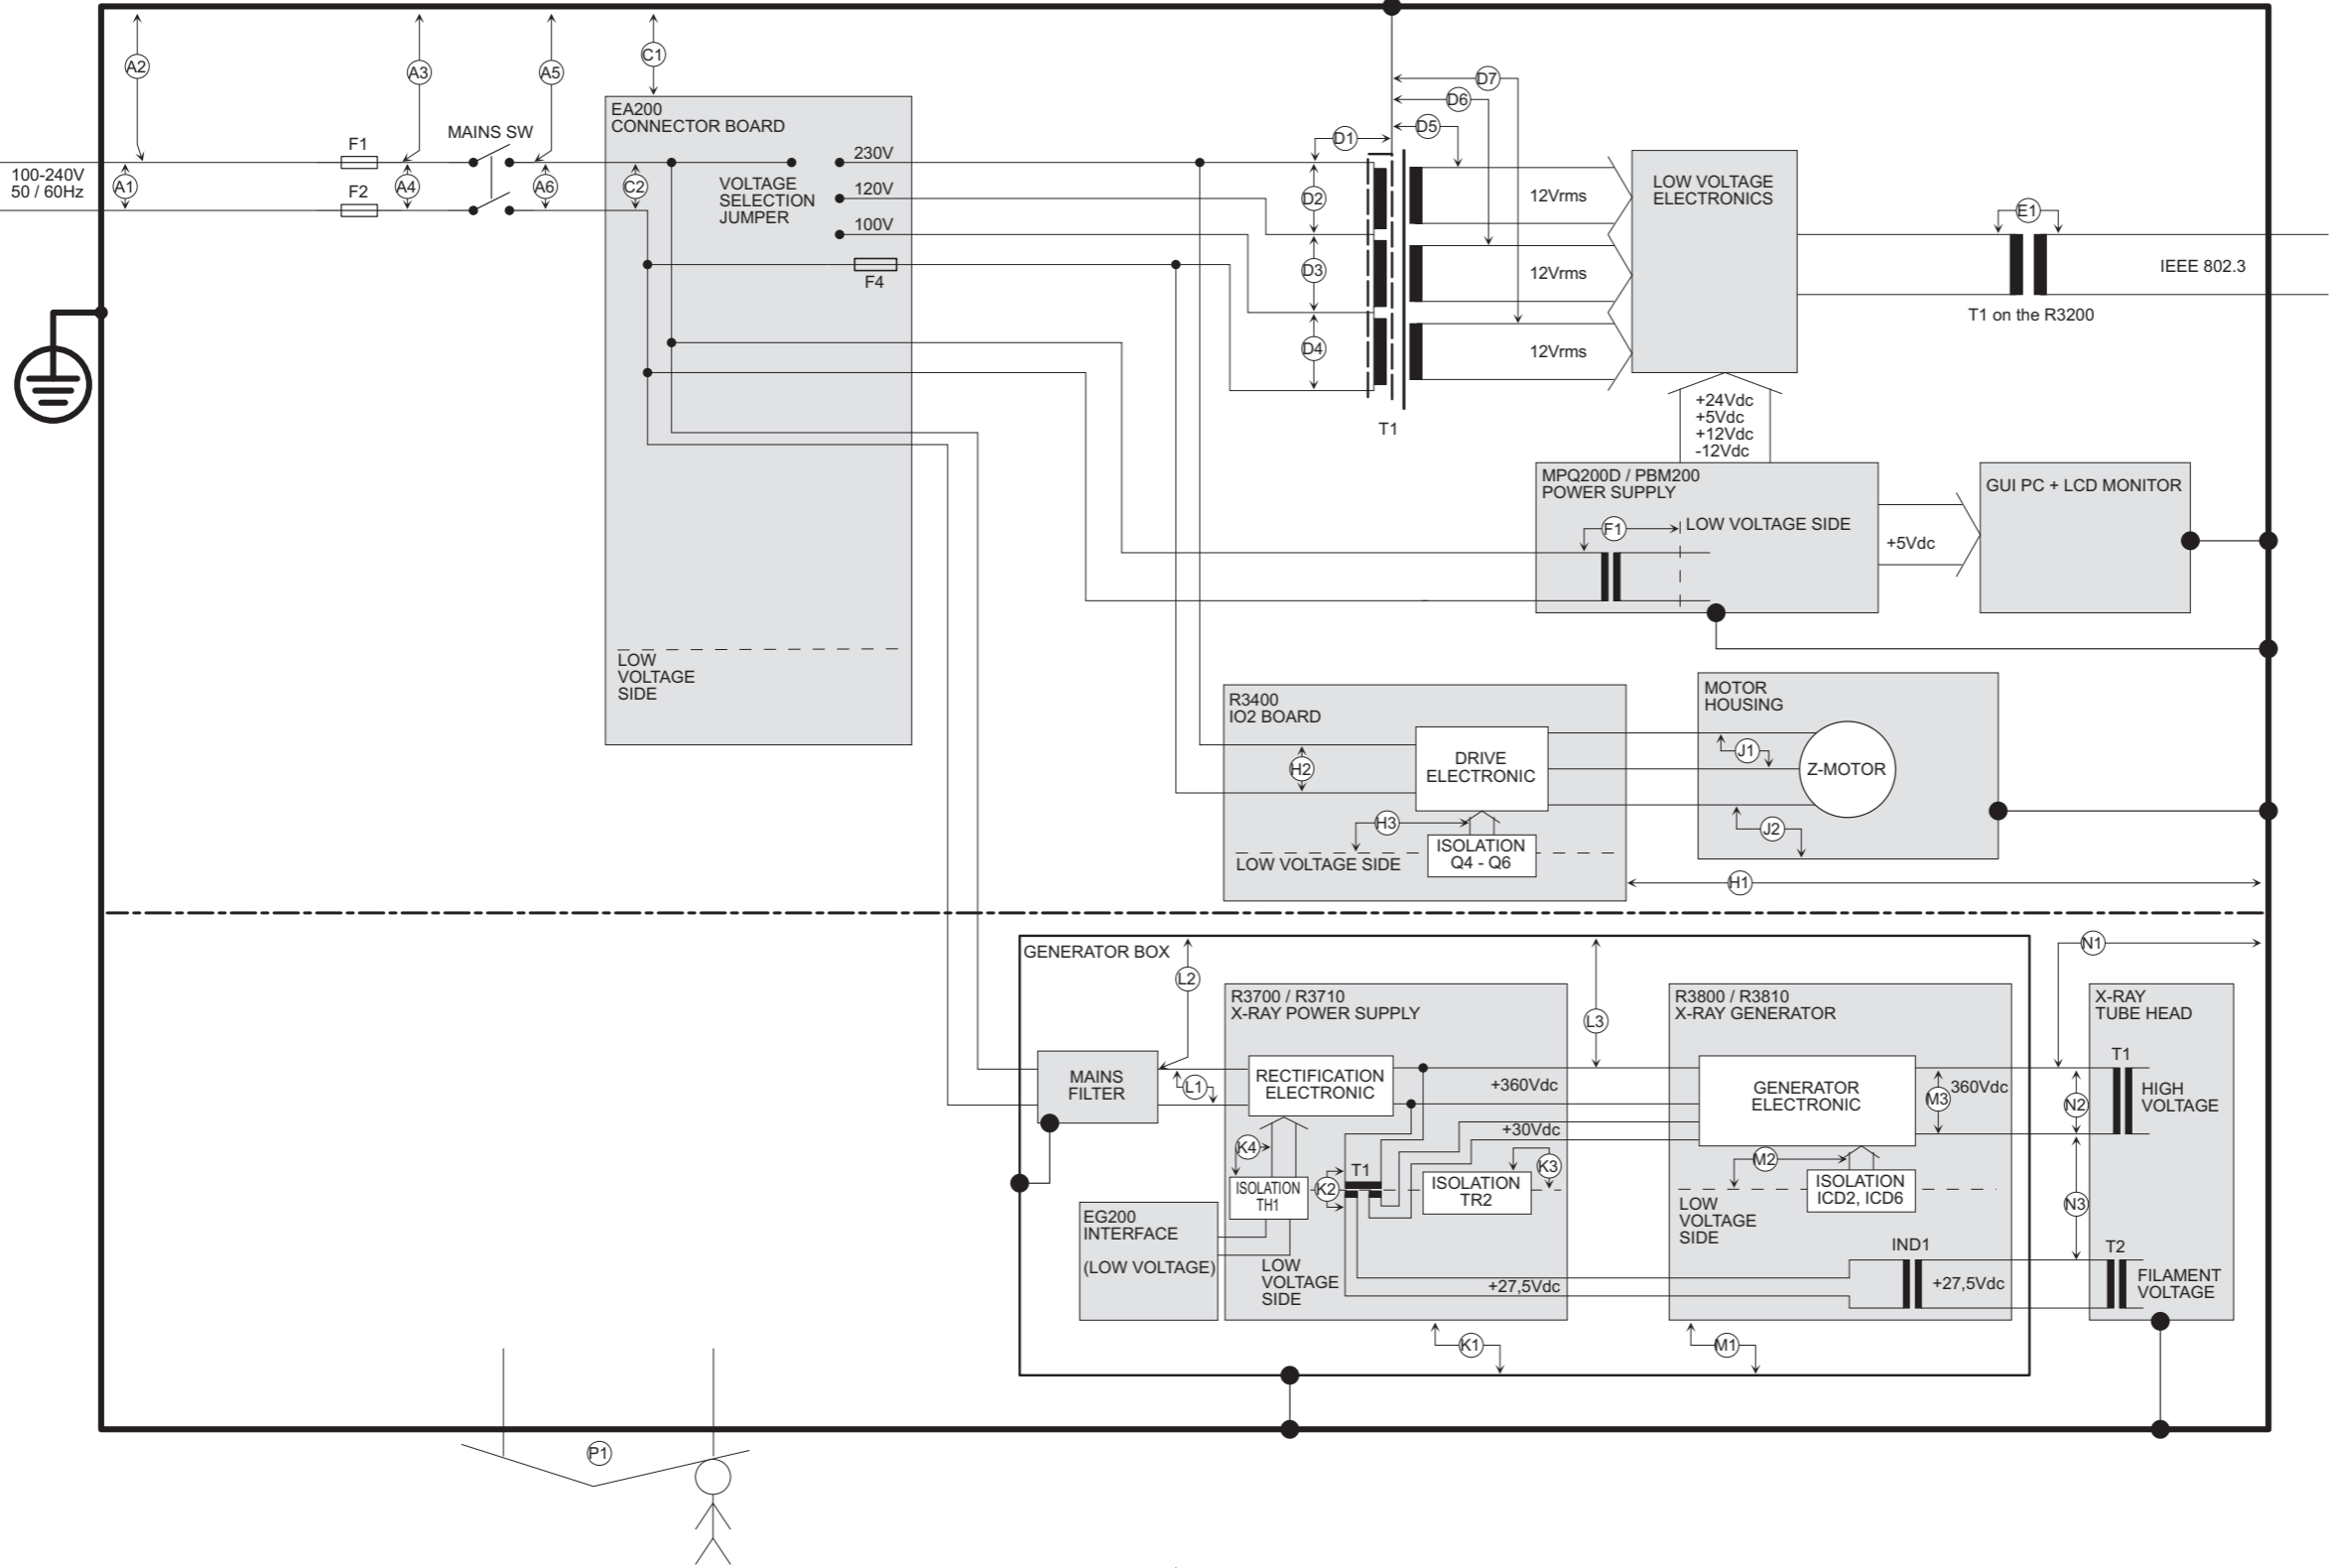 A2
A3
A5
C1
D7
D6
D5
D1
EA200
CONNECTOR BOARD
F1
MAINS SW
230V
100-240V
50 / 60Hz
A1
F2
A4
A6
C2
VOLTAGE
SELECTION
JUMPER
120V
100V
F4
D2
D3
D4
T1
12Vrms
12Vrms
12Vrms
LOW VOLTAGE
ELECTRONICS
E1
IEEE 802.3
T1 on the R3200
+24Vdc
+5Vdc
+12Vdc
-12Vdc
MPQ200D / PBM200
POWER SUPPLY
F1
LOW VOLTAGE SIDE
+5Vdc
GUI PC + LCD MONITOR
LOW
VOLTAGE
SIDE
R3400
IO2 BOARD
H2
DRIVE
ELECTRONIC
H3
LOW VOLTAGE SIDE
ISOLATION
Q4 - Q6
MOTOR
HOUSING
J1
Z-MOTOR
J2
H1
GENERATOR BOX
L2
R3700 / R3710
X-RAY POWER SUPPLY
L3
R3800 / R3810
X-RAY GENERATOR
N1
X-RAY
TUBE HEAD
MAINS
FILTER
L1
RECTIFICATION
ELECTRONIC
+360Vdc
+30Vdc
GENERATOR
ELECTRONIC
M3
360Vdc
N2
T1
HIGH
VOLTAGE
K4
ISOLATION
TH1
K2
T1
ISOLATION
TR2
K3
M2
ISOLATION
ICD2, ICD6
LOW
VOLTAGE
SIDE
N3
EG200
INTERFACE
(LOW VOLTAGE)
LOW
VOLTAGE
SIDE
+27,5Vdc
IND1
+27,5Vdc
T2
FILAMENT
VOLTAGE
K1
M1
P1